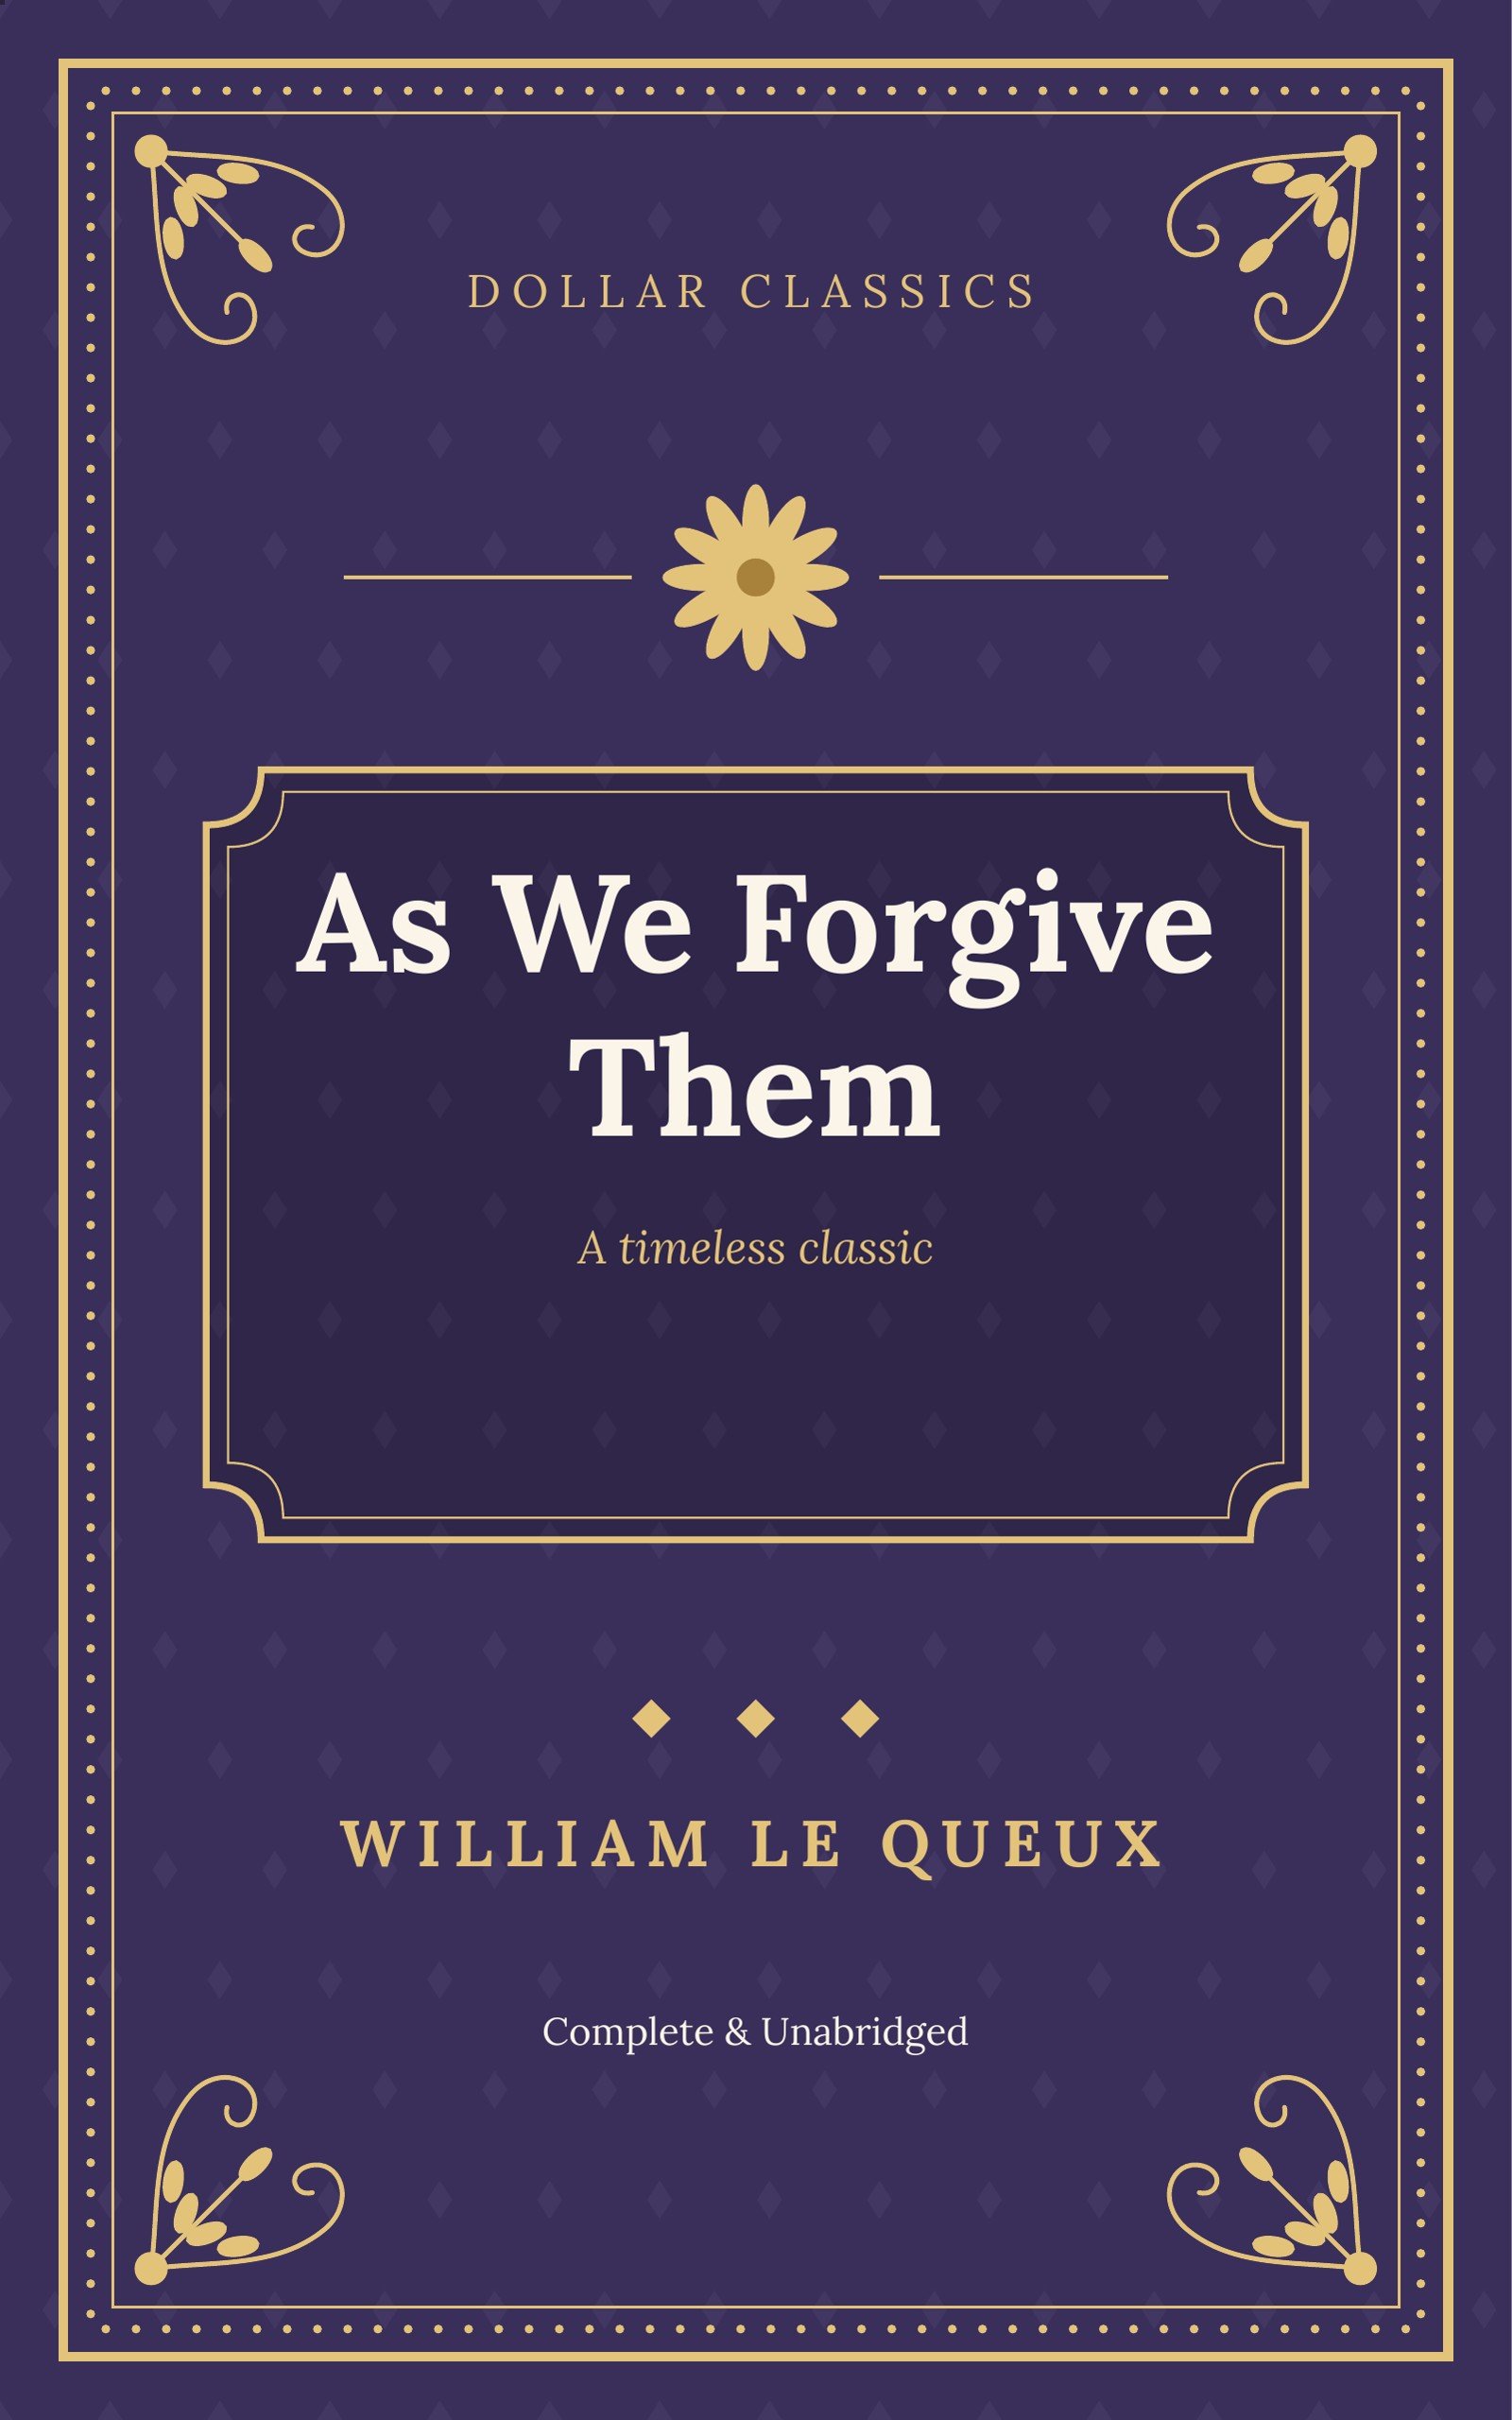 DOLLAR CLASSICS
As We Forgive
Them
A timeless classic
WILLIAM LE QUEUX
Complete & Unabridged